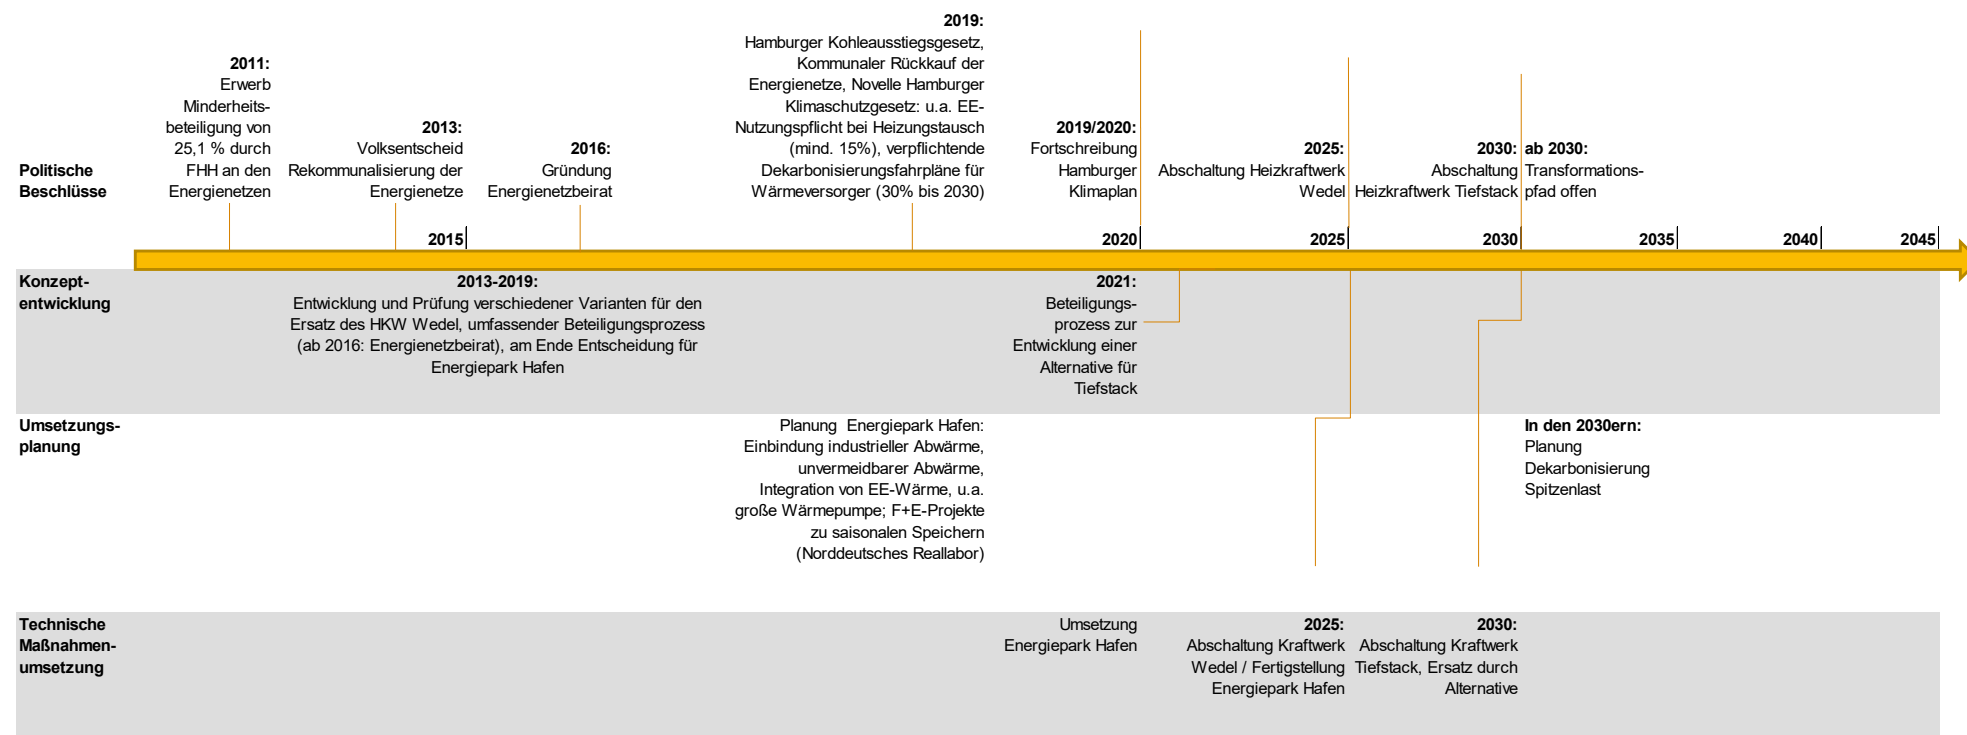 Politische
Beschlüsse
2011:
Erwerb
Minderheits-
beteiligung von
25,1 % durch
FHH an den
Energienetzen
2013:
Volksentscheid
Rekommunalisierung der
Energienetze
2016:
Gründung
Energienetzbeirat
2019:
Hamburger Kohleausstiegsgesetz,
Kommunaler Rückkauf der
Energienetze, Novelle Hamburger
Klimaschutzgesetz: u.a. EE-
Nutzungspflicht bei Heizungstausch
(mind. 15%), verpflichtende
Dekarbonisierungsfahrpläne für
Wärmeversorger (30% bis 2030)
2019/2020:
Fortschreibung
Hamburger
Klimaplan
2025:
Abschaltung Heizkraftwerk
Wedel
2030:
Abschaltung
Heizkraftwerk Tiefstack
ab 2030:
Transformations-
pfad offen
2015
2020
2025
2030
2035
2040
2045
Konzept-
entwicklung
2013-2019:
Entwicklung und Prüfung verschiedener Varianten für den
Ersatz des HKW Wedel, umfassender Beteiligungsprozess
(ab 2016: Energienetzbeirat), am Ende Entscheidung für
Energiepark Hafen
2021:
Beteiligungs-
prozess zur
Entwicklung einer
Alternative für
Tiefstack
Umsetzungs-
planung
Planung  Energiepark Hafen:
Einbindung industrieller Abwärme,
unvermeidbarer Abwärme,
Integration von EE-Wärme, u.a.
große Wärmepumpe; F+E-Projekte
zu saisonalen Speichern
(Norddeutsches Reallabor)
In den 2030ern:
Planung
Dekarbonisierung
Spitzenlast
Technische
Maßnahmen-
umsetzung
Umsetzung
Energiepark Hafen
2025:
Abschaltung Kraftwerk
Wedel / Fertigstellung
Energiepark Hafen
2030:
Abschaltung Kraftwerk
Tiefstack, Ersatz durch
Alternative